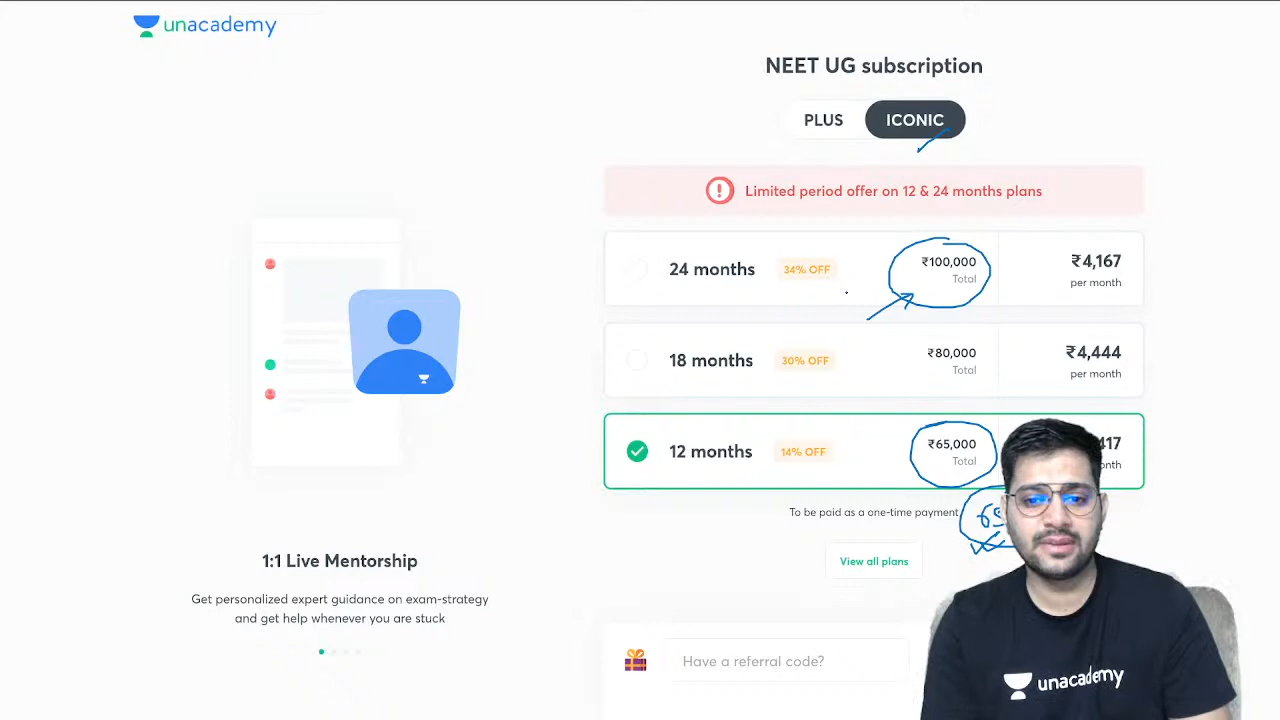 unacademy
NEET UG subscription
PLUS ICONIC
Limited period offer on 12 & 24 months plans
24 months 34% OFF ₹100,000 ₹4,167
Total per month
18 months 30% OFF ₹80,000 ₹4,444
Total per month
12 months 14% OFF ₹65,000 417
Total onth
To be paid as a one-time payment
View all plans
1:1 Live Mentorship
Get personalized expert guidance on exam-strategy
and get help whenever you are stuck
Have a referral code?
unacademy